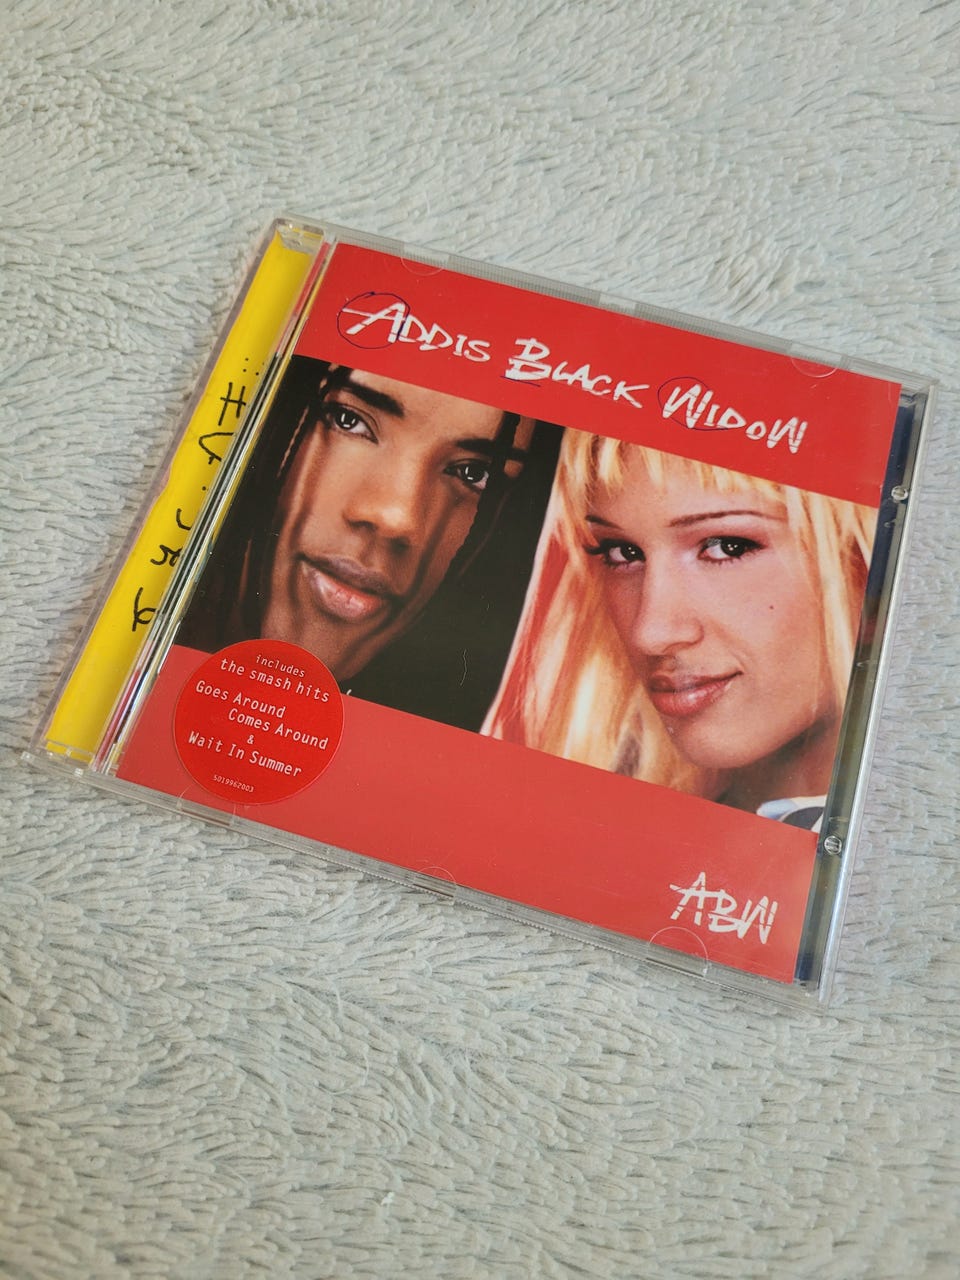 ADDIS BLACK WIDOW
includes
the smash hits
Goes Around
Comes Around
&
Wait In Summer
5019962003
ABW